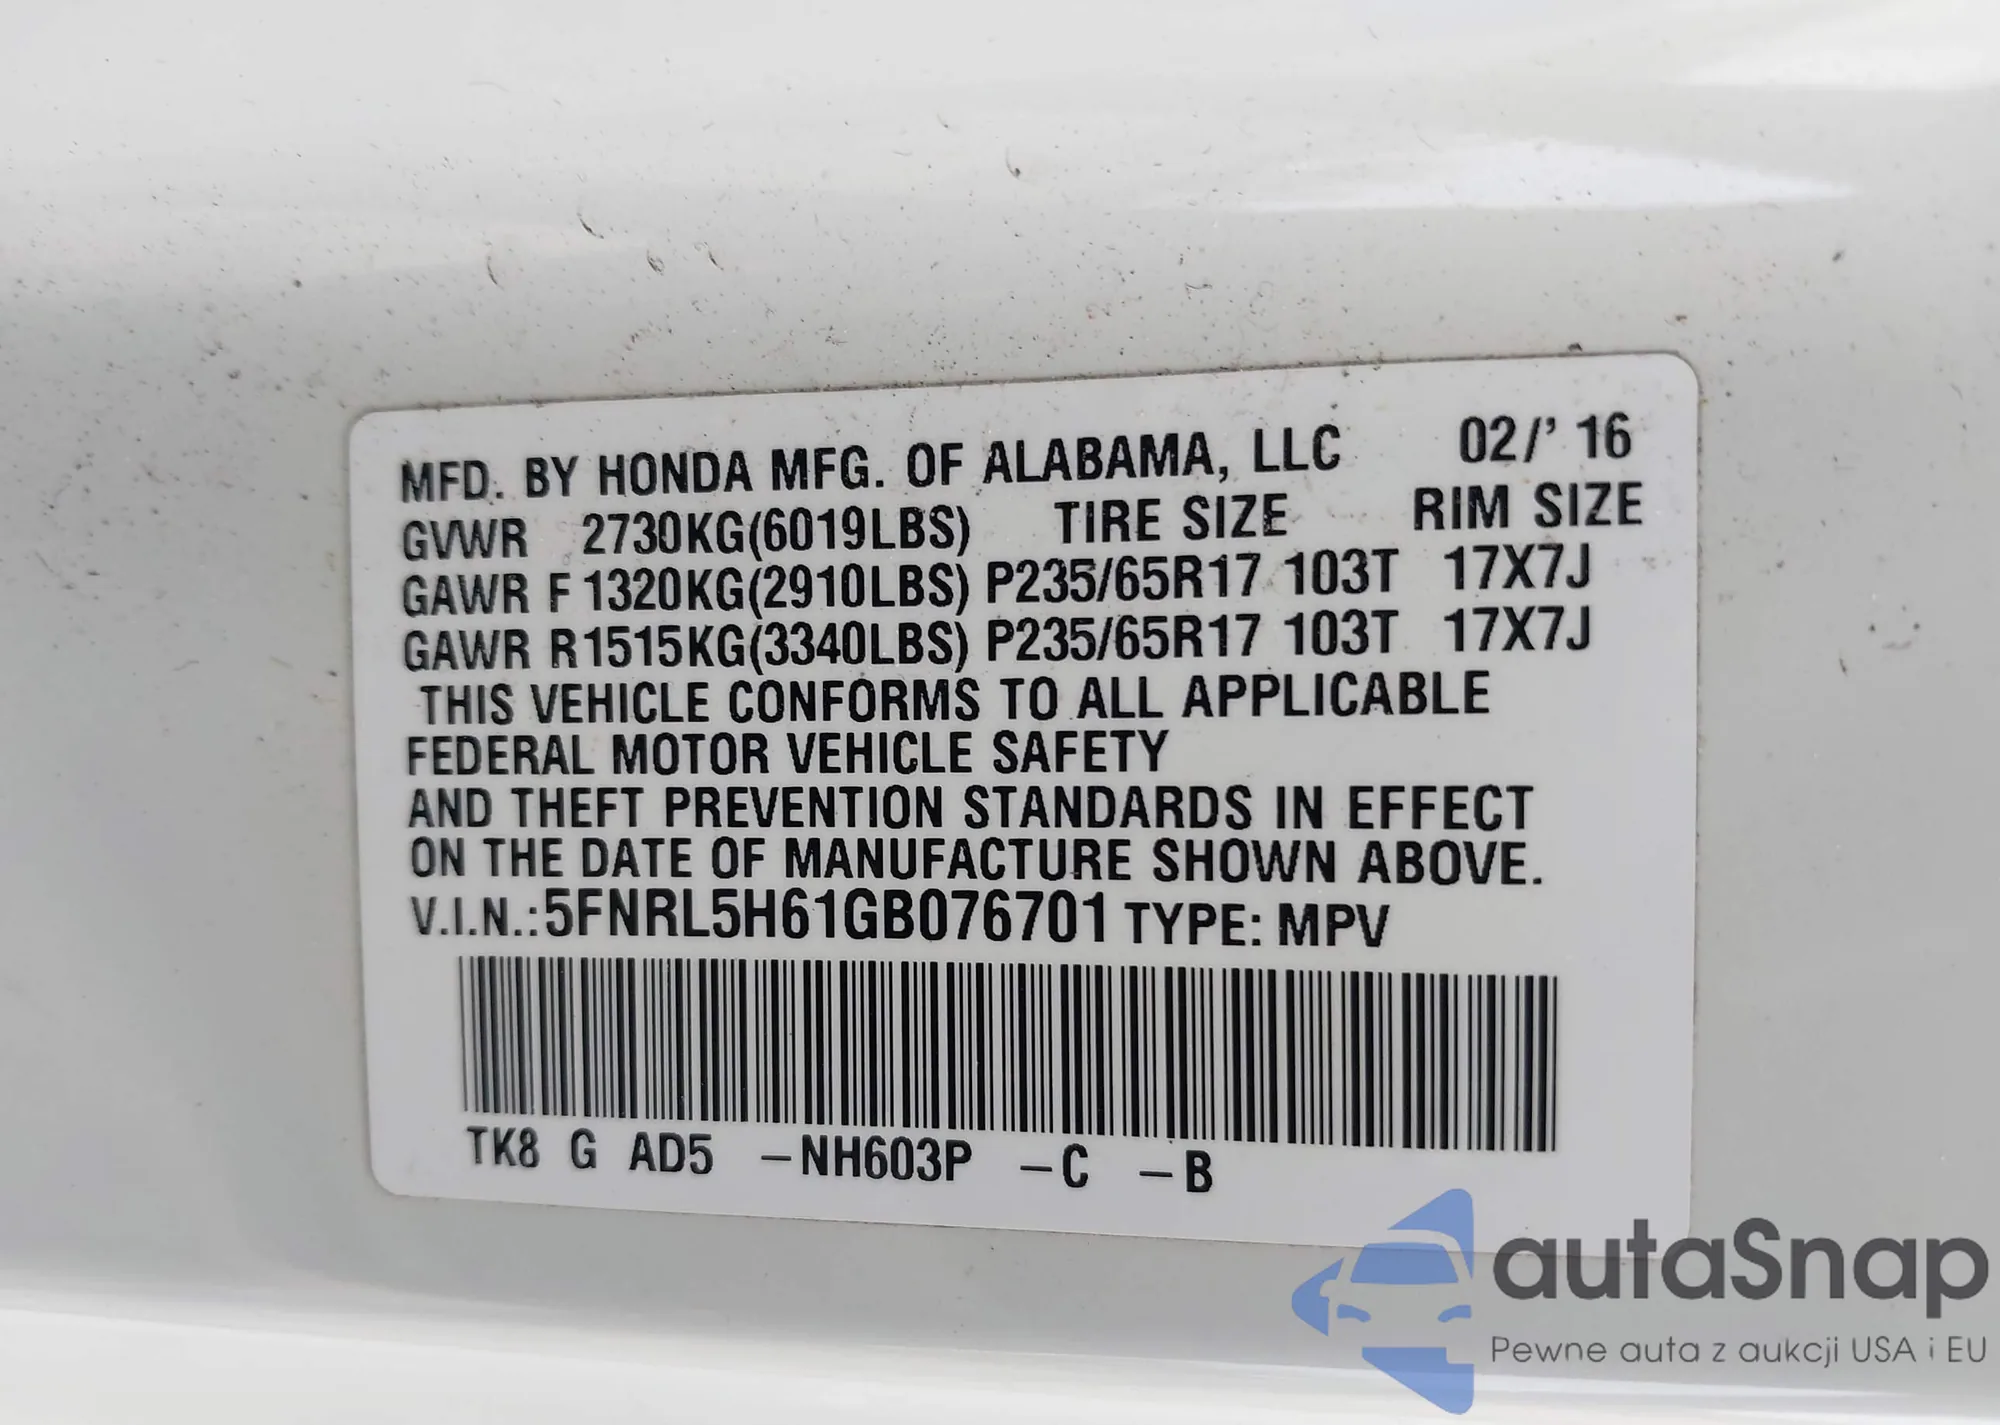 MFD. BY HONDA MFG. OF ALABAMA, LLC 02/' 16
GVWR 2730KG(6019LBS) TIRE SIZE RIM SIZE
GAWR F 1320KG(2910LBS) P235/65R17 103T 17X7J
GAWR R1515KG(3340LBS) P235/65R17 103T 17X7J
THIS VEHICLE CONFORMS TO ALL APPLICABLE
FEDERAL MOTOR VEHICLE SAFETY
AND THEFT PREVENTION STANDARDS IN EFFECT
ON THE DATE OF MANUFACTURE SHOWN ABOVE.
V.I.N.:5FNRL5H61GB076701 TYPE: MPV
TK8 G AD5 –NH603P –C –B
autaSnap
Pewne auta z aukcji USA i EU